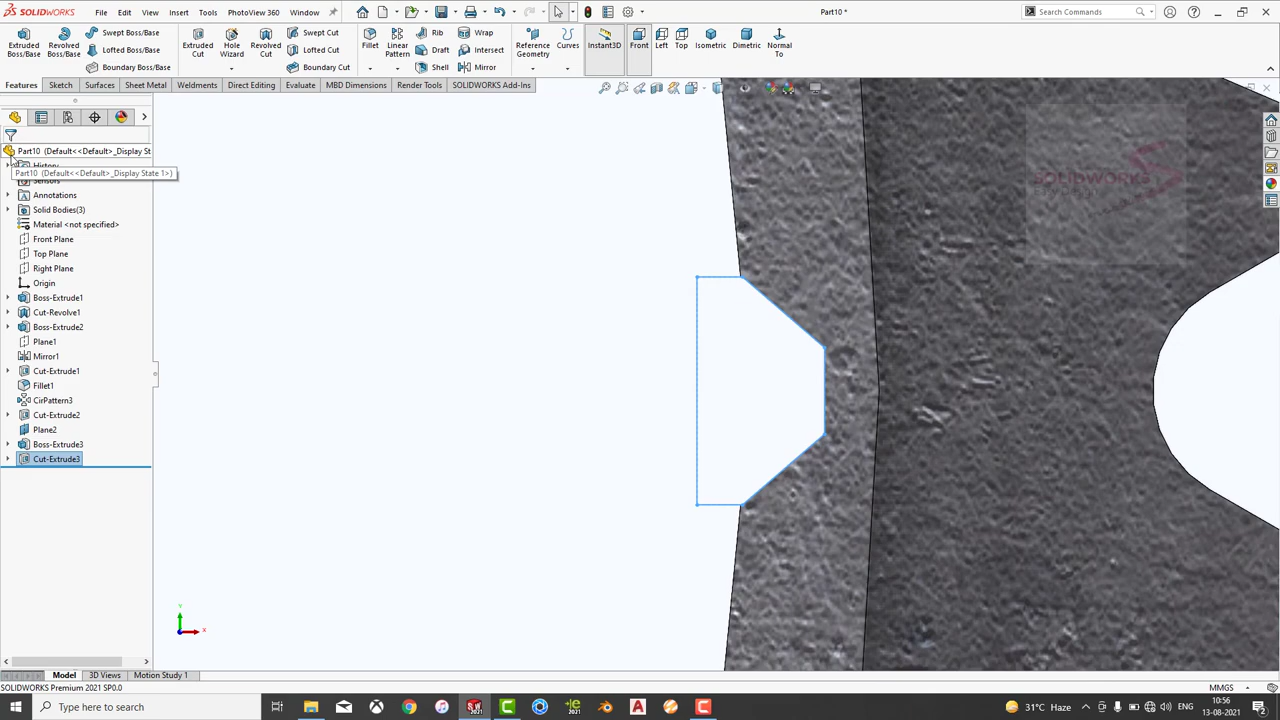 SOLIDWORKS File Edit View Insert Tools PhotoView 360 Window Part10 * Search Commands
Extruded Boss/Base
Revolved Boss/Base
Swept Boss/Base
Lofted Boss/Base
Boundary Boss/Base
Extruded Cut
Hole Wizard
Revolved Cut
Swept Cut
Lofted Cut
Boundary Cut
Fillet
Linear Pattern
Rib
Draft
Shell
Wrap
Intersect
Mirror
Reference Geometry
Curves
Instant3D
Front
Left
Top
Isometric
Dimetric
Normal To
Features Sketch Surfaces Sheet Metal Weldments Direct Editing Evaluate MBD Dimensions Render Tools SOLIDWORKS Add-Ins
Part10 (Default<<Default>_Display St
History
Part10 (Default<<Default>_Display State 1>)
Sensors
Annotations
Solid Bodies(3)
Material <not specified>
Front Plane
Top Plane
Right Plane
Origin
Boss-Extrude1
Cut-Revolve1
Boss-Extrude2
Plane1
Mirror1
Cut-Extrude1
Fillet1
CirPattern3
Cut-Extrude2
Plane2
Boss-Extrude3
Cut-Extrude3
SOLIDWORKS
Y
X
Model 3D Views Motion Study 1
SOLIDWORKS Premium 2021 SP0.0 MMGS
Type here to search
31°C Haze
ENG
10:56
13-08-2021